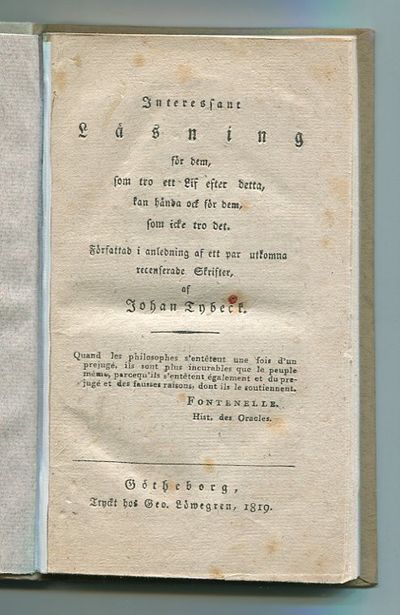 Interessant
Läsning
för dem,
som tro ett Lif efter detta,
kan hända ock för dem,
som icke tro det.
Författad i anledning af ett par utkomna
recenserade Skrifter,
af
Johan Tybeck.
Quand les philosophes s'entêtent une fois d'un
prejugé, ils sont plus incurables que le peuple
même, parcequ'ils s'entêtent également et du pre-
jugé et des fausses raisons, dont ils le soutiennent.
FONTENELLE.
Hist. des Oracles.
Götheborg,
Tryckt hos Geo. Löwegren, 1819.